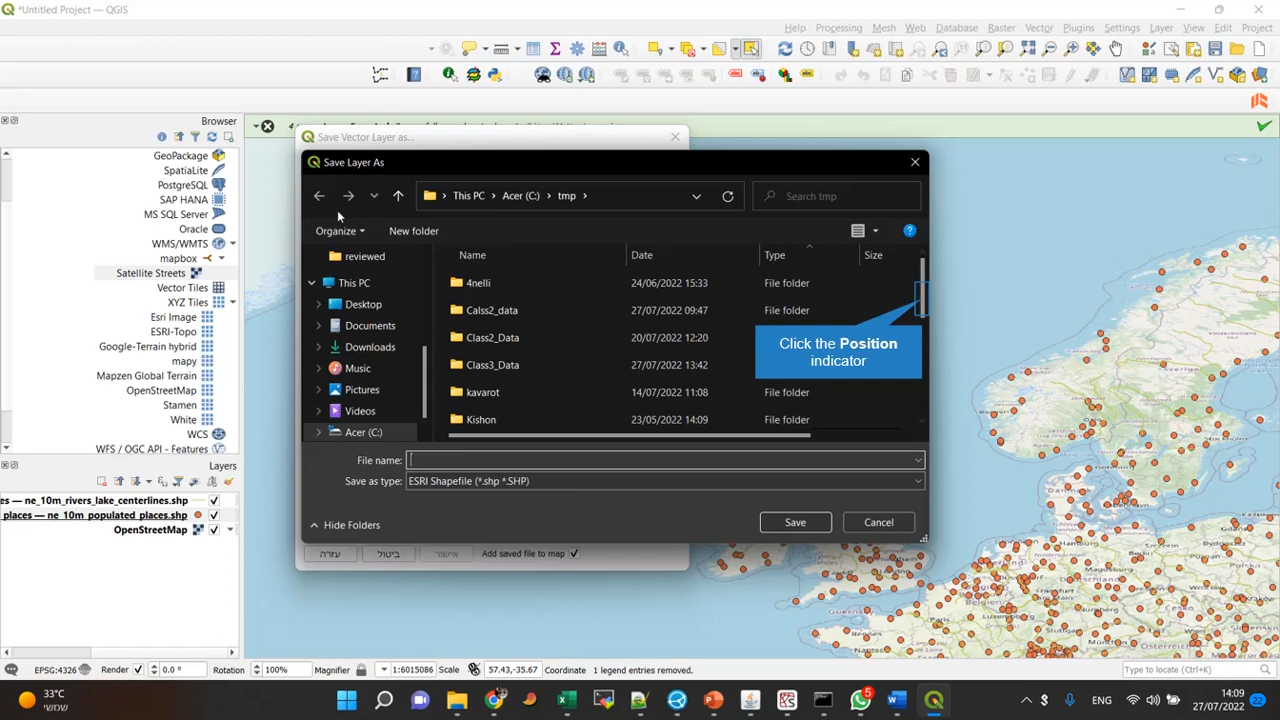 *Untitled Project — QGIS
Help Processing Mesh Web Database Raster Vector Plugins Settings Layer View Edit Project
Browser
GeoPackage
SpatiaLite
PostgreSQL
SAP HANA
MS SQL Server
Oracle
WMS/WMTS
mapbox
Satellite Streets
Vector Tiles
XYZ Tiles
Esri Image
ESRI-Topo
Google-Terrain hybrid
mapy
Mapzen Global Terrain
OpenStreetMap
Stamen
White
WCS
WFS / OGC API - Features
Layers
es — ne_10m_rivers_lake_centerlines.shp
places — ne_10m_populated_places.shp
OpenStreetMap
Save Vector Layer as...
Save Layer As
This PC › Acer (C:) › tmp ›
Search tmp
Organize
New folder
reviewed
This PC
Desktop
Documents
Downloads
Music
Pictures
Videos
Acer (C:)
Name Date Type Size
4nelli 24/06/2022 15:33 File folder
Calss2_data 27/07/2022 09:47 File folder
Class2_Data 20/07/2022 12:20 File folder
Class3_Data 27/07/2022 13:42 File folder
kavarot 14/07/2022 11:08 File folder
Kishon 23/05/2022 14:09 File folder
Click the Position
indicator
File name:
Save as type: ESRI Shapefile (*.shp *.SHP)
Hide Folders
Save
Cancel
עזרה ביטול אישור Add saved file to map
EPSG:4326 Render 0.0 ° Rotation 100% Magnifier 1:6015086 Scale 57.43,-35.67 Coordinate 1 legend entries removed. Type to locate (Ctrl+K)
33°C
שמשי
5
ENG
14:09
27/07/2022
22